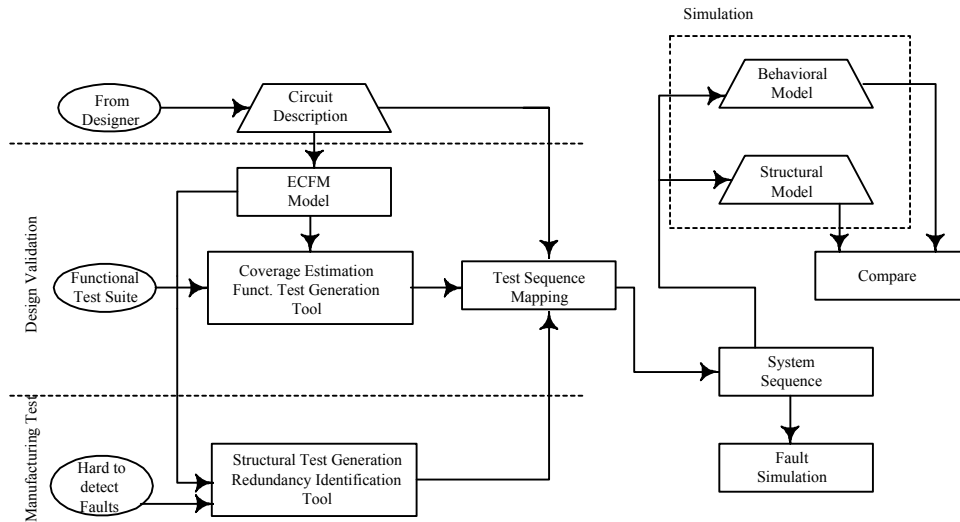 Simulation
From
Designer
Circuit
Description
Behavioral
Model
Structural
Model
Compare
Design Validation
ECFM
Model
Functional
Test Suite
Coverage Estimation
Funct. Test Generation
Tool
Test Sequence
Mapping
System
Sequence
Fault
Simulation
Manufacturing Test
Hard to
detect
Faults
Structural Test Generation
Redundancy Identification
Tool